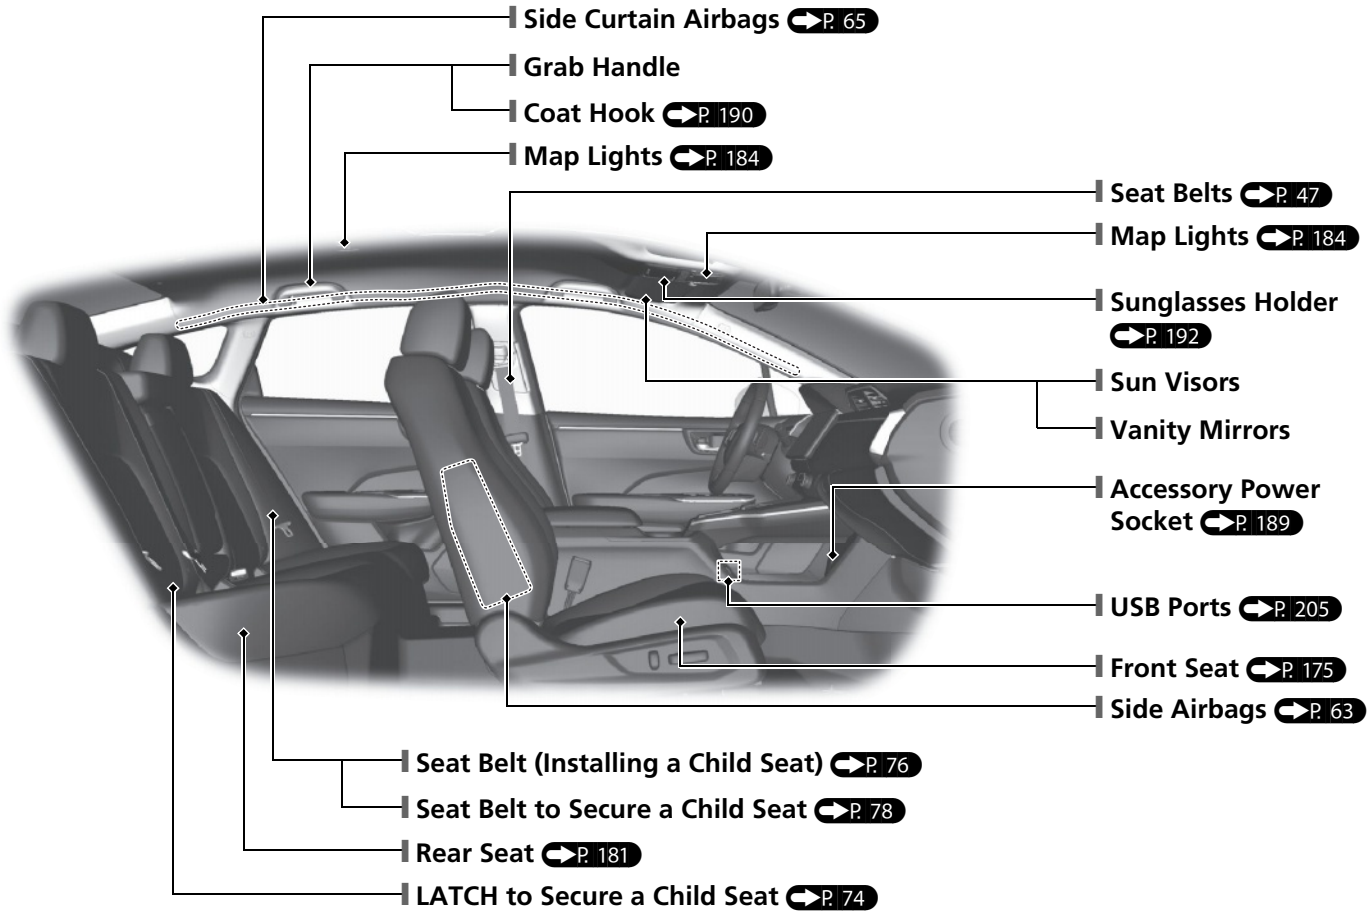 Side Curtain Airbags P. 65
Grab Handle
Coat Hook P. 190
Map Lights P. 184
Seat Belts P. 47
Map Lights P. 184
Sunglasses Holder
P. 192
Sun Visors
Vanity Mirrors
Accessory Power
Socket P. 189
USB Ports P. 205
Front Seat P. 175
Side Airbags P. 63
Seat Belt (Installing a Child Seat) P. 76
Seat Belt to Secure a Child Seat P. 78
Rear Seat P. 181
LATCH to Secure a Child Seat P. 74